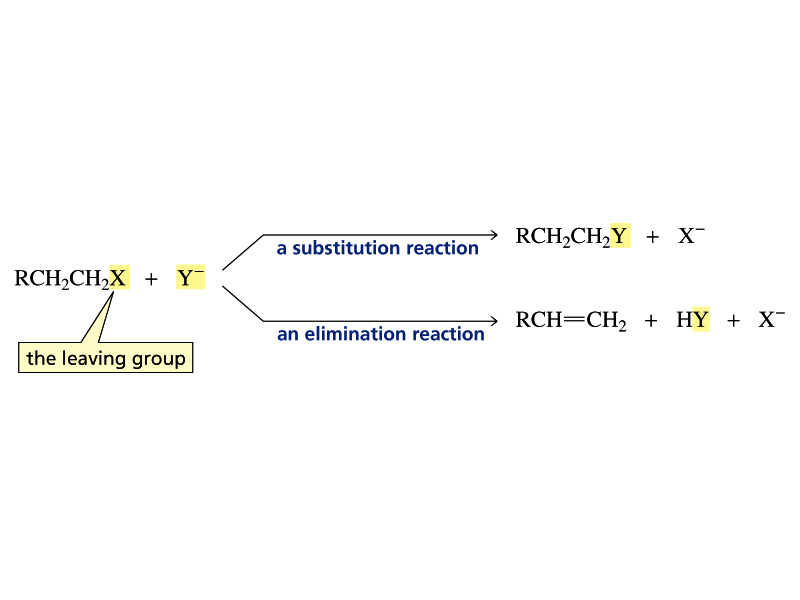 a substitution reaction RCH₂CH₂Y + X⁻
RCH₂CH₂X + Y⁻
an elimination reaction RCH=CH₂ + HY + X⁻
the leaving group